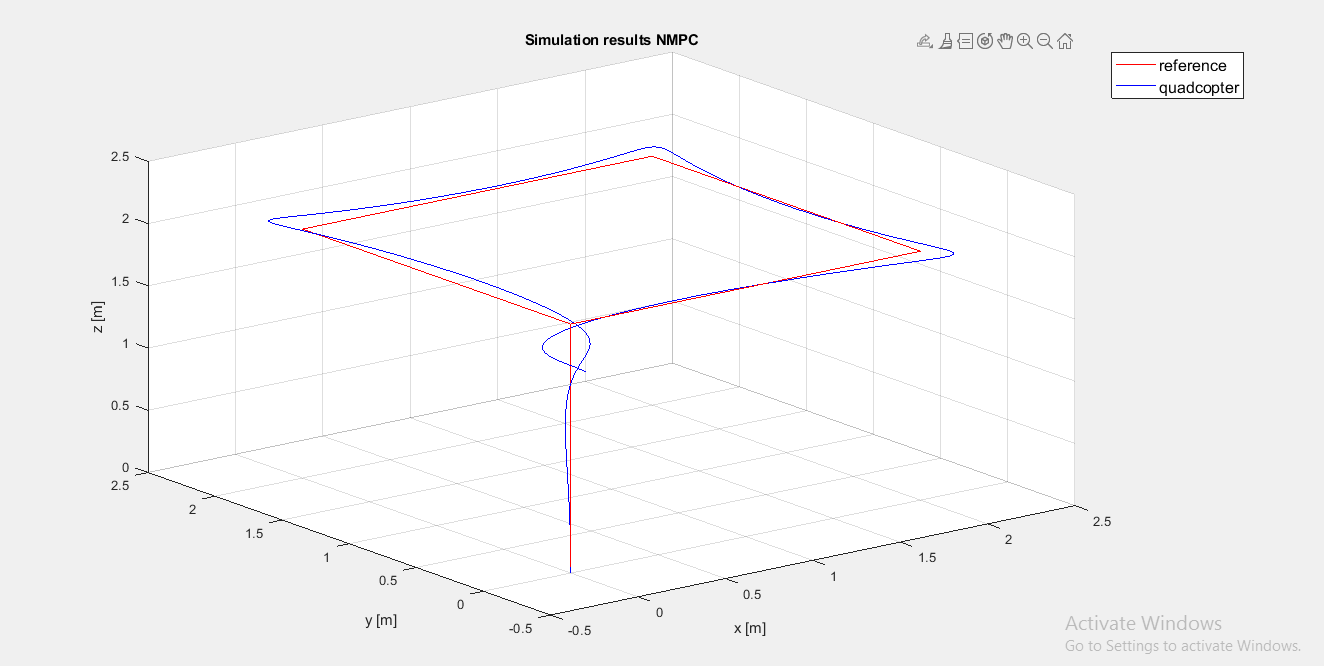 Simulation results NMPC
reference
quadcopter
2.5
2
1.5
1
0.5
0
z [m]
2.5
2
1.5
1
0.5
0
-0.5
y [m]
-0.5
0
0.5
1
1.5
2
2.5
x [m]
Activate Windows
Go to Settings to activate Windows.